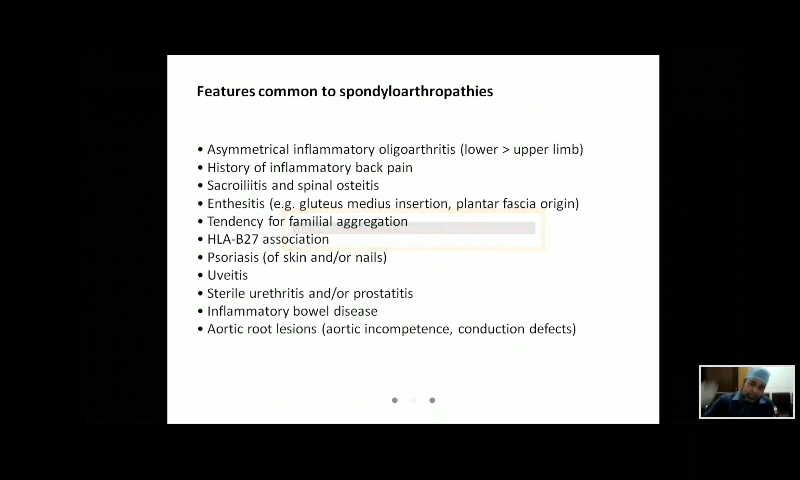 Features common to spondyloarthropathies
• Asymmetrical inflammatory oligoarthritis (lower > upper limb)
• History of inflammatory back pain
• Sacroiliitis and spinal osteitis
• Enthesitis (e.g. gluteus medius insertion, plantar fascia origin)
• Tendency for familial aggregation
• HLA-B27 association
• Psoriasis (of skin and/or nails)
• Uveitis
• Sterile urethritis and/or prostatitis
• Inflammatory bowel disease
• Aortic root lesions (aortic incompetence, conduction defects)